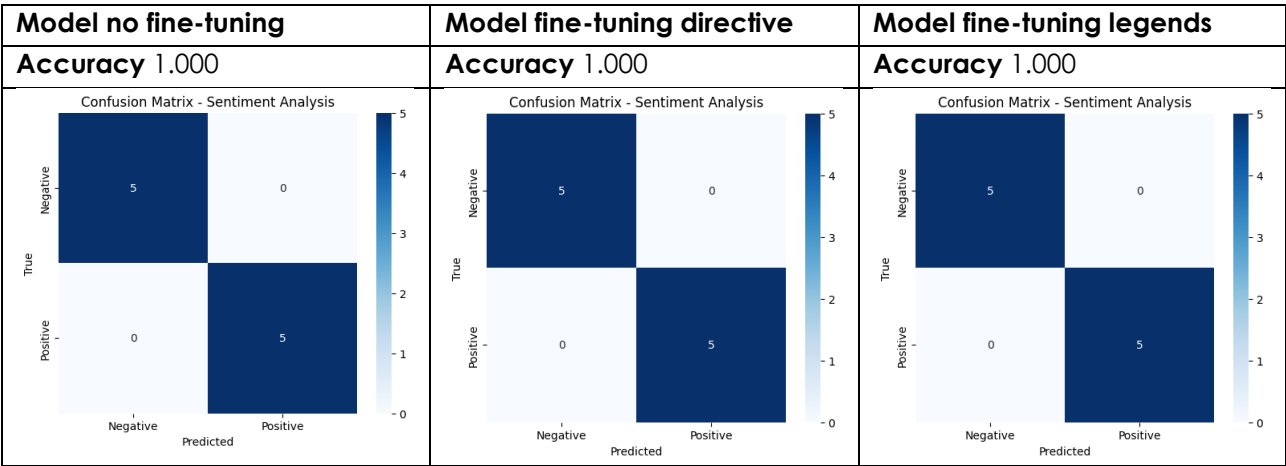 Model no fine-tuning
Model fine-tuning directive
Model fine-tuning legends
Accuracy 1.000
Accuracy 1.000
Accuracy 1.000
Confusion Matrix - Sentiment Analysis
Negative
Positive
True
5
0
0
5
Negative
Positive
Predicted
5
4
3
2
1
0
Confusion Matrix - Sentiment Analysis
Negative
Positive
True
5
0
0
5
Negative
Positive
Predicted
5
4
3
2
1
0
Confusion Matrix - Sentiment Analysis
Negative
Positive
True
5
0
0
5
Negative
Positive
Predicted
5
4
3
2
1
0